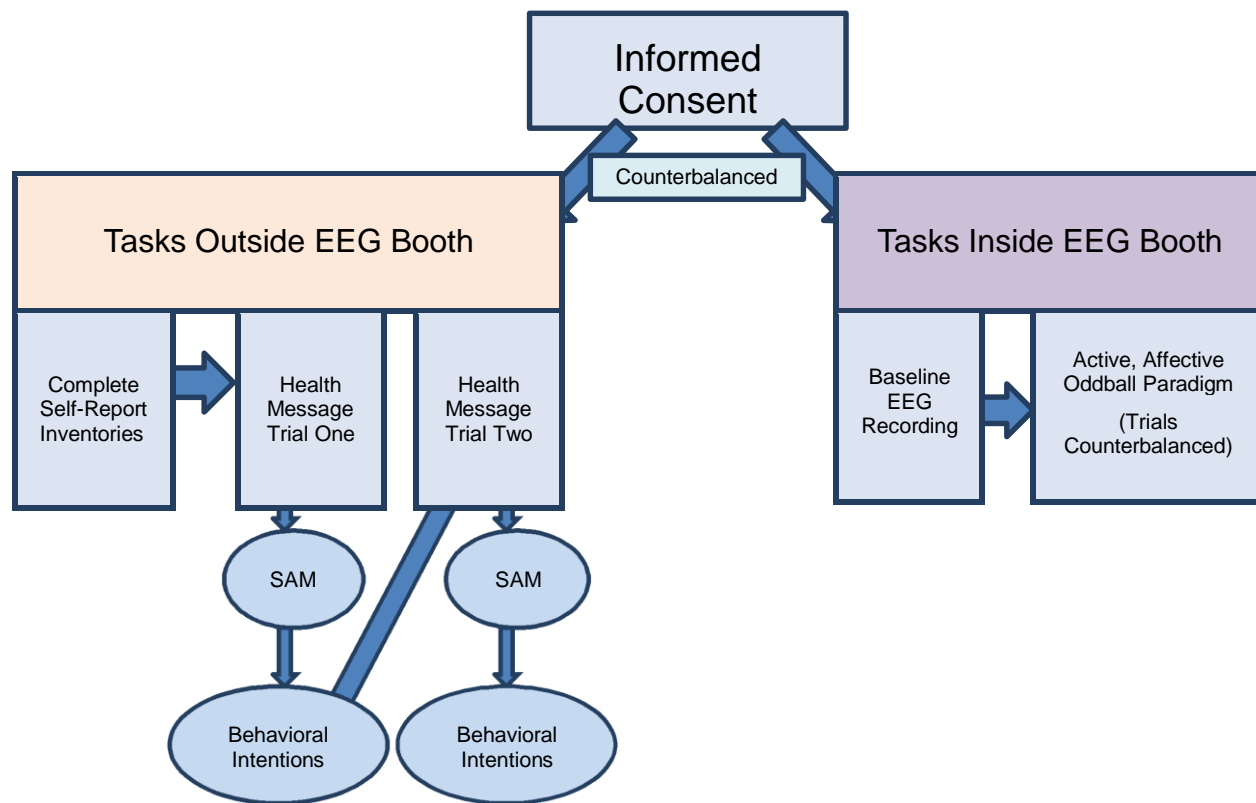 Informed
Consent
Counterbalanced
Tasks Outside EEG Booth
Tasks Inside EEG Booth
Complete
Self-Report
Inventories
Health
Message
Trial One
Health
Message
Trial Two
Baseline
EEG
Recording
Active, Affective
Oddball Paradigm
(Trials
Counterbalanced)
SAM
SAM
Behavioral
Intentions
Behavioral
Intentions